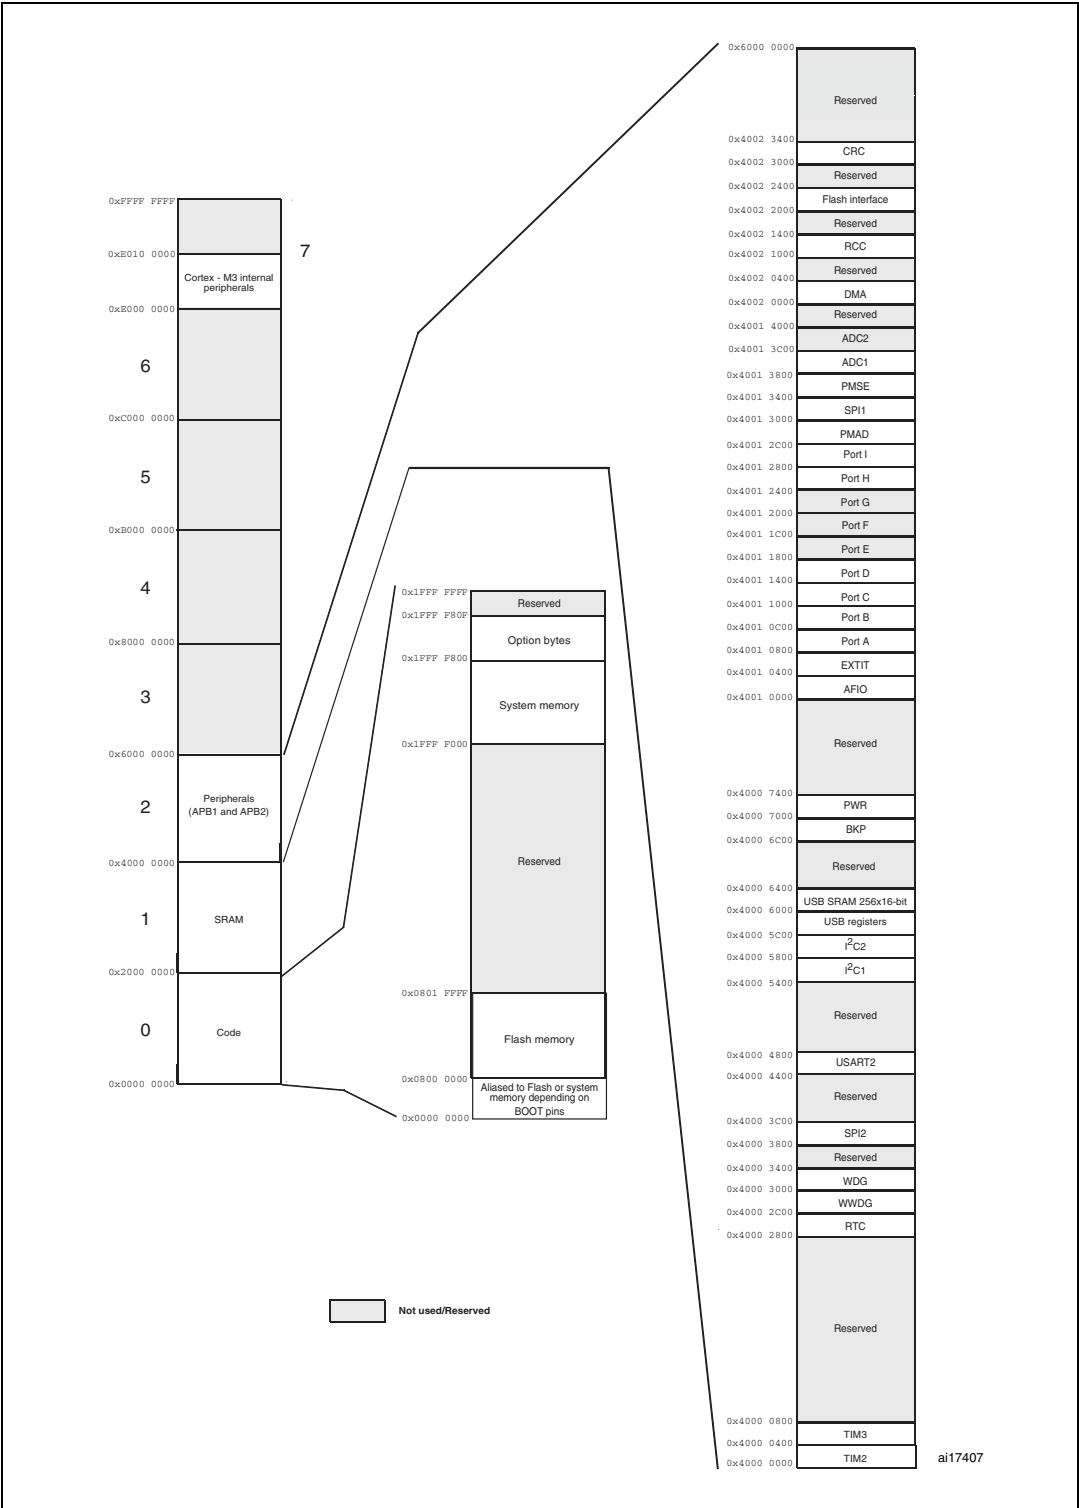 0xFFFF FFFF
7
0xE010 0000
Cortex - M3 internal
peripherals
0xE000 0000
6
0xC000 0000
5
0xB000 0000
4
0x8000 0000
3
0x6000 0000
2
Peripherals
(APB1 and APB2)
0x4000 0000
1
SRAM
0x2000 0000
0
Code
0x0000 0000
0x1FFF FFFF
Reserved
0x1FFF F80F
Option bytes
0x1FFF F800
System memory
0x1FFF F000
Reserved
0x0801 FFFF
Flash memory
0x0800 0000
Aliased to Flash or system
memory depending on
BOOT pins
0x0000 0000
0x6000 0000
Reserved
0x4002 3400
CRC
0x4002 3000
Reserved
0x4002 2400
Flash interface
0x4002 2000
Reserved
0x4002 1400
RCC
0x4002 1000
Reserved
0x4002 0400
DMA
0x4002 0000
Reserved
0x4001 4000
ADC2
0x4001 3C00
ADC1
0x4001 3800
PMSE
0x4001 3400
SPI1
0x4001 3000
PMAD
0x4001 2C00
Port I
0x4001 2800
Port H
0x4001 2400
Port G
0x4001 2000
Port F
0x4001 1C00
Port E
0x4001 1800
Port D
0x4001 1400
Port C
0x4001 1000
Port B
0x4001 0C00
Port A
0x4001 0800
EXTIT
0x4001 0400
AFIO
0x4001 0000
Reserved
0x4000 7400
PWR
0x4000 7000
BKP
0x4000 6C00
Reserved
0x4000 6400
USB SRAM 256x16-bit
0x4000 6000
USB registers
0x4000 5C00
I²C2
0x4000 5800
I²C1
0x4000 5400
Reserved
0x4000 4800
USART2
0x4000 4400
Reserved
0x4000 3C00
SPI2
0x4000 3800
Reserved
0x4000 3400
WDG
0x4000 3000
WWDG
0x4000 2C00
RTC
0x4000 2800
Reserved
0x4000 0800
TIM3
0x4000 0400
TIM2
0x4000 0000
Not used/Reserved
ai17407